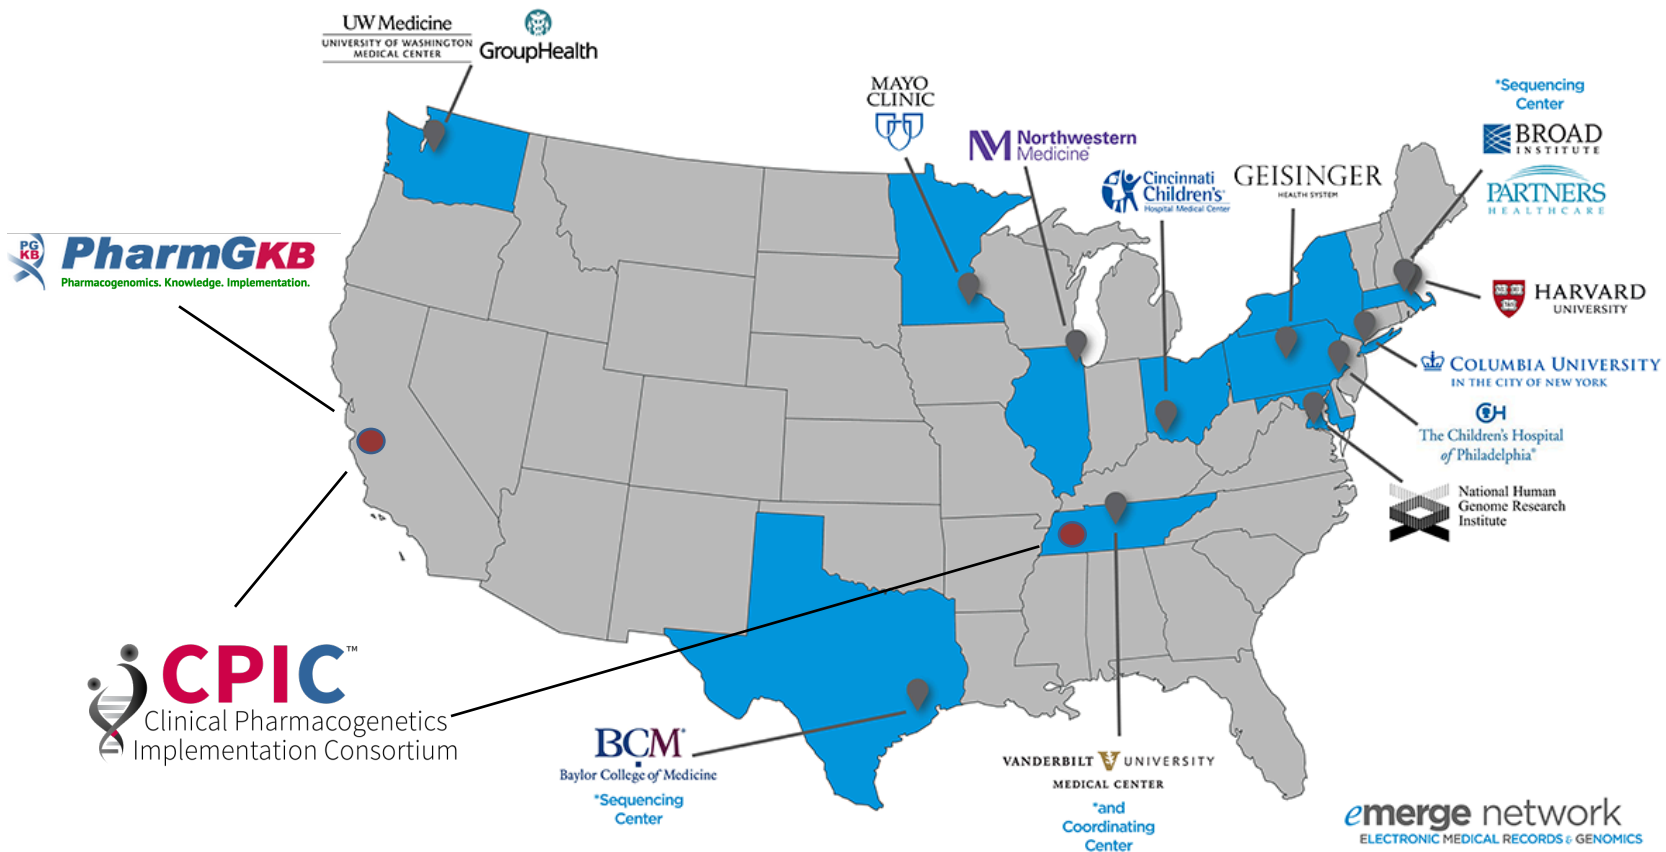 UW Medicine
UNIVERSITY OF WASHINGTON
MEDICAL CENTER
GroupHealth
MAYO
CLINIC
NM Northwestern
Medicine
Cincinnati
Children's
Hospital Medical Center
GEISINGER
HEALTH SYSTEM
*Sequencing
Center
BROAD
INSTITUTE
PARTNERS
HEALTHCARE
PG
KB
PharmGKB
Pharmacogenomics. Knowledge. Implementation.
HARVARD
UNIVERSITY
COLUMBIA UNIVERSITY
IN THE CITY OF NEW YORK
CH
The Children's Hospital
of Philadelphia®
National Human
Genome Research
Institute
CPIC™
Clinical Pharmacogenetics
Implementation Consortium
BCM®
Baylor College of Medicine
*Sequencing
Center
VANDERBILT V UNIVERSITY
MEDICAL CENTER
*and
Coordinating
Center
emerge network
ELECTRONIC MEDICAL RECORDS & GENOMICS